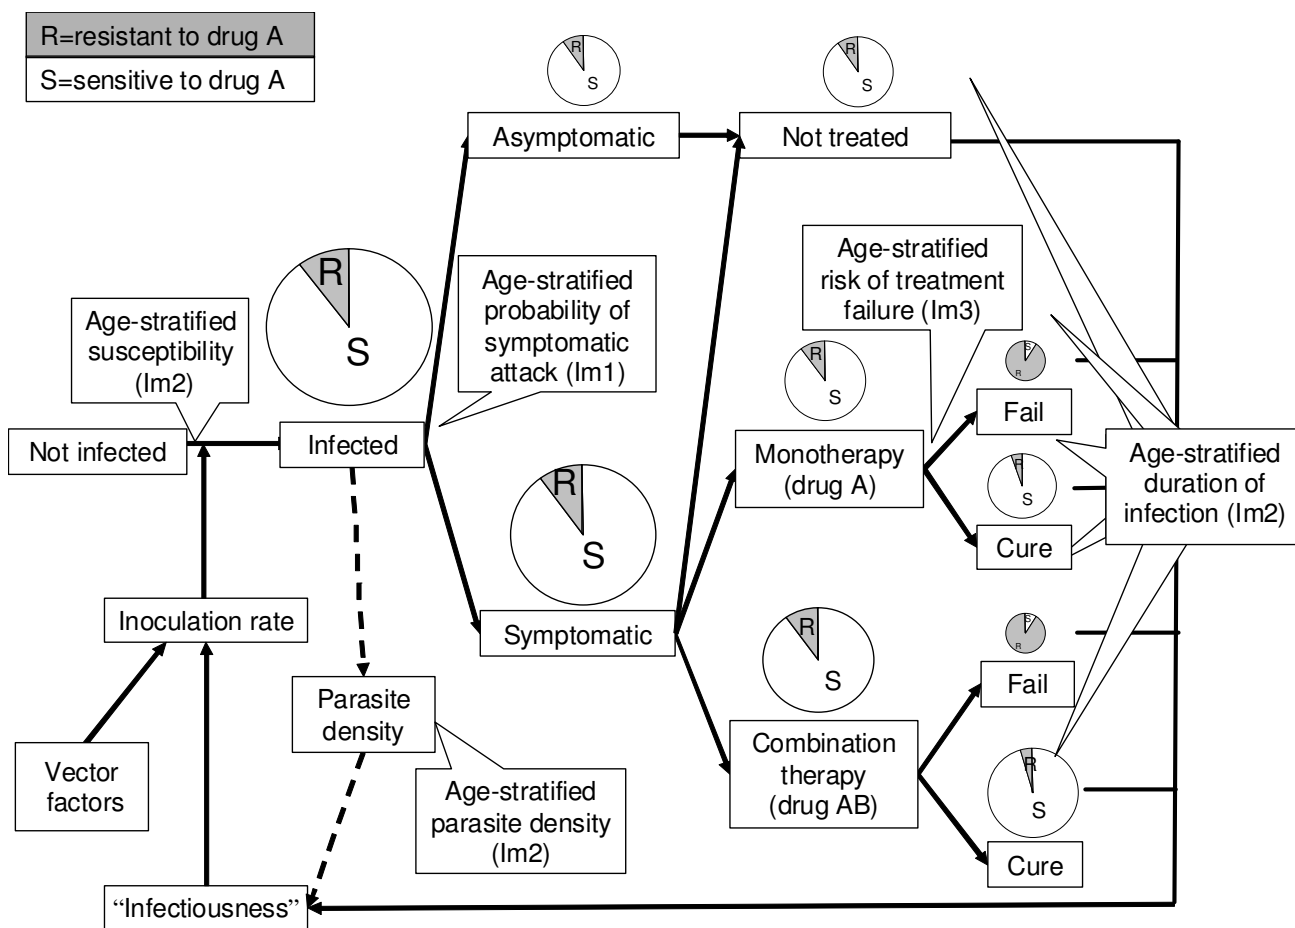 R=resistant to drug A
S=sensitive to drug A
R
S
Asymptomatic
R
S
Not treated
Age-stratified
susceptibility
(Im2)
R
S
Age-stratified
probability of
symptomatic
attack (Im1)
Age-stratified
risk of treatment
failure (Im3)
Not infected
Infected
R
S
Symptomatic
R
S
Monotherapy
(drug A)
S
R
Fail
R
S
Cure
Age-stratified
duration of
infection (Im2)
Inoculation rate
Vector
factors
Parasite
density
Age-stratified
parasite density
(Im2)
R
S
Combination
therapy
(drug AB)
S
R
Fail
R
S
Cure
“Infectiousness”